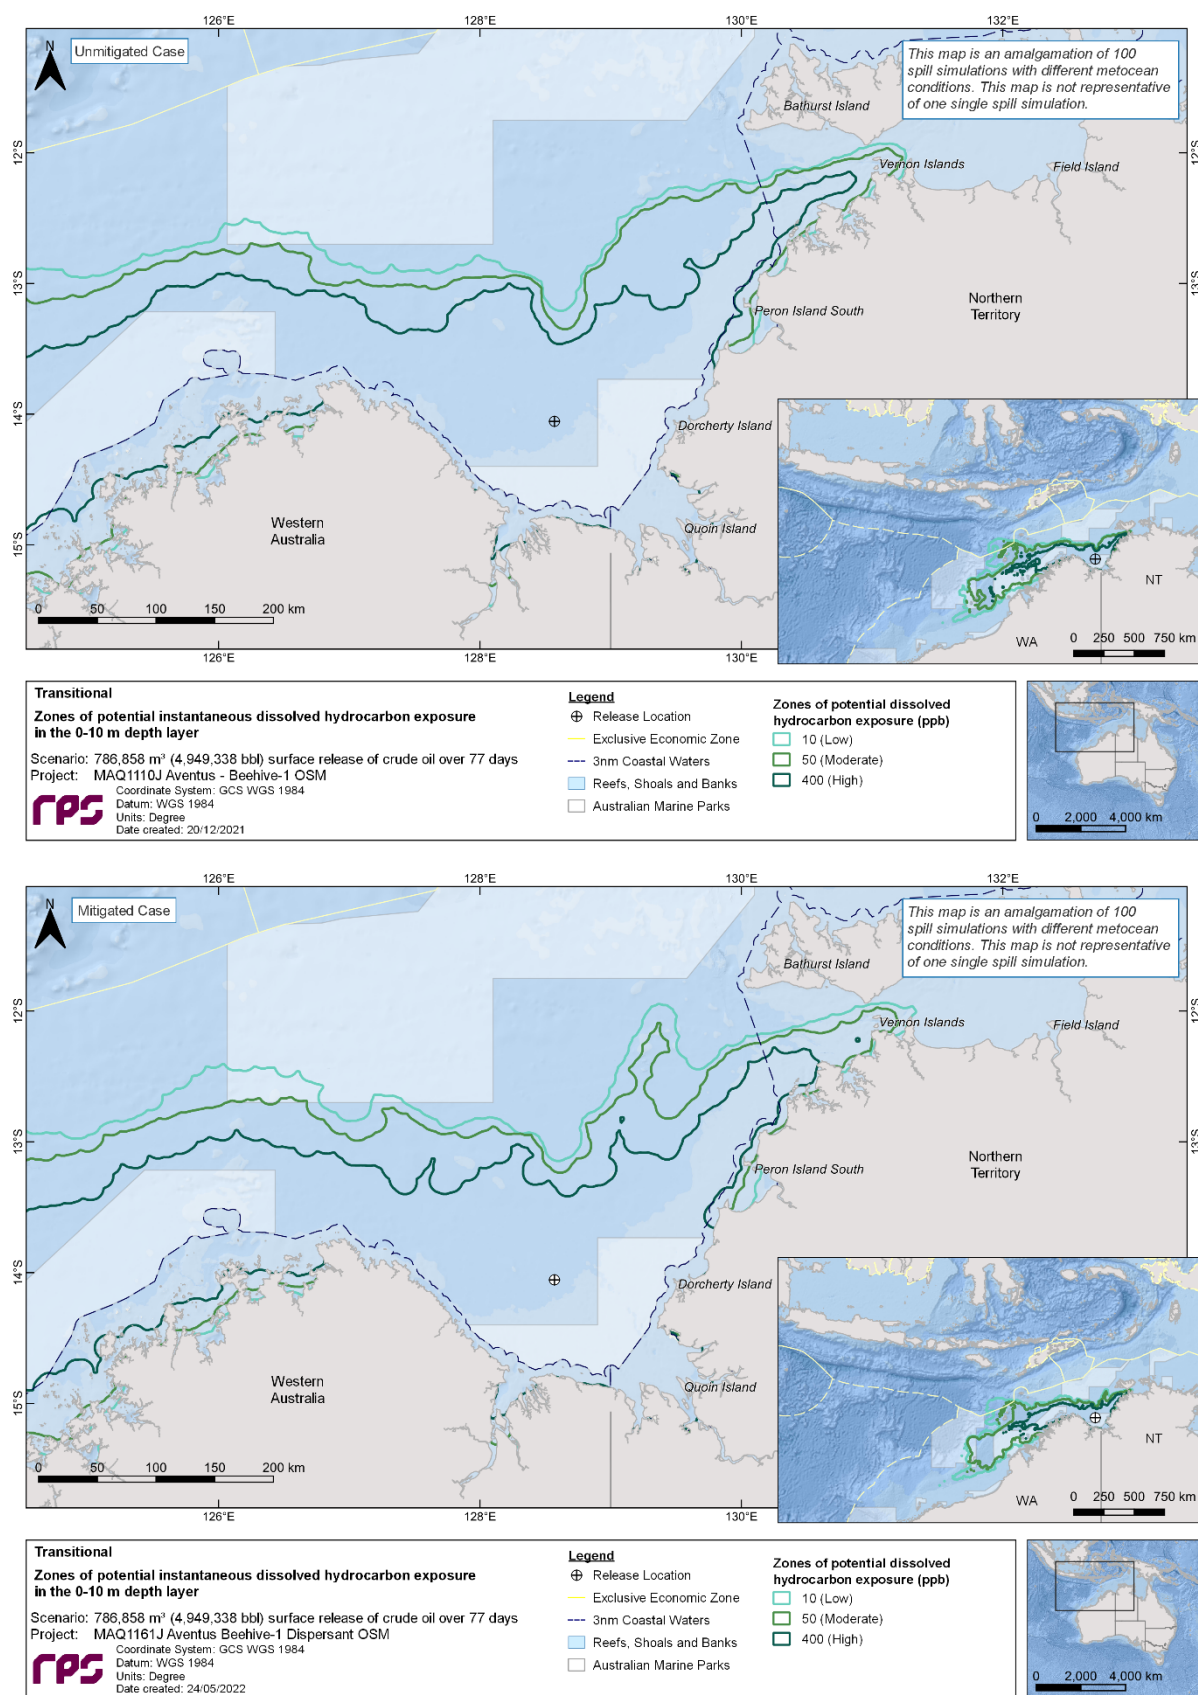 126°E
128°E
130°E
132°E
N
Unmitigated Case
This map is an amalgamation of 100
spill simulations with different metocean
conditions. This map is not representative
of one single spill simulation.
Bathurst Island
12°S
12°S
Vernon Islands
Field Island
13°S
13°S
Peron Island South
Northern
Territory
14°S
Dorcherty Island
Western
Australia
Quoin Island
15°S
0 50 100 150 200 km
NT
WA
0 250 500 750 km
126°E
128°E
130°E
Transitional
Zones of potential instantaneous dissolved hydrocarbon exposure
in the 0-10 m depth layer
Scenario: 786,858 m³ (4,949,338 bbl) surface release of crude oil over 77 days
Project: MAQ1110J Aventus - Beehive-1 OSM
rps
Coordinate System: GCS WGS 1984
Datum: WGS 1984
Units: Degree
Date created: 20/12/2021
Legend
Release Location
Exclusive Economic Zone
3nm Coastal Waters
Reefs, Shoals and Banks
Australian Marine Parks
Zones of potential dissolved
hydrocarbon exposure (ppb)
10 (Low)
50 (Moderate)
400 (High)
0 2,000 4,000 km
126°E
128°E
130°E
132°E
N
Mitigated Case
This map is an amalgamation of 100
spill simulations with different metocean
conditions. This map is not representative
of one single spill simulation.
Bathurst Island
12°S
12°S
Vernon Islands
Field Island
13°S
13°S
Peron Island South
Northern
Territory
14°S
Dorcherty Island
Western
Australia
Quoin Island
15°S
0 50 100 150 200 km
NT
WA
0 250 500 750 km
126°E
128°E
130°E
Transitional
Zones of potential instantaneous dissolved hydrocarbon exposure
in the 0-10 m depth layer
Scenario: 786,858 m³ (4,949,338 bbl) surface release of crude oil over 77 days
Project: MAQ1161J Aventus Beehive-1 Dispersant OSM
rps
Coordinate System: GCS WGS 1984
Datum: WGS 1984
Units: Degree
Date created: 24/05/2022
Legend
Release Location
Exclusive Economic Zone
3nm Coastal Waters
Reefs, Shoals and Banks
Australian Marine Parks
Zones of potential dissolved
hydrocarbon exposure (ppb)
10 (Low)
50 (Moderate)
400 (High)
0 2,000 4,000 km